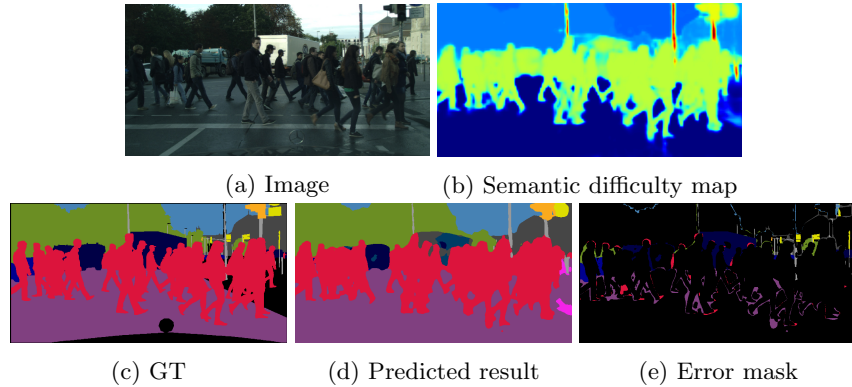 (a) Image
(b) Semantic difficulty map
(c) GT
(d) Predicted result
(e) Error mask